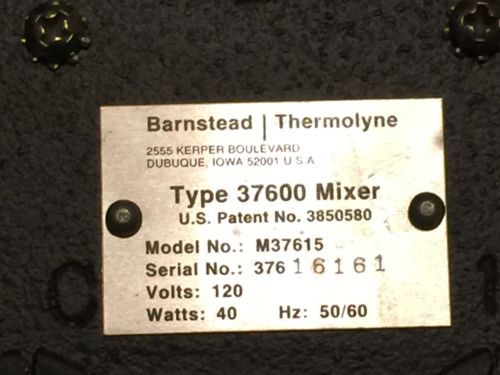 Barnstead | Thermolyne
2555 KERPER BOULEVARD
DUBUQUE, IOWA 52001 U S A
Type 37600 Mixer
U.S. Patent No. 3850580
Model No.: M37615
Serial No.: 376 16161
Volts: 120
Watts: 40 Hz: 50/60